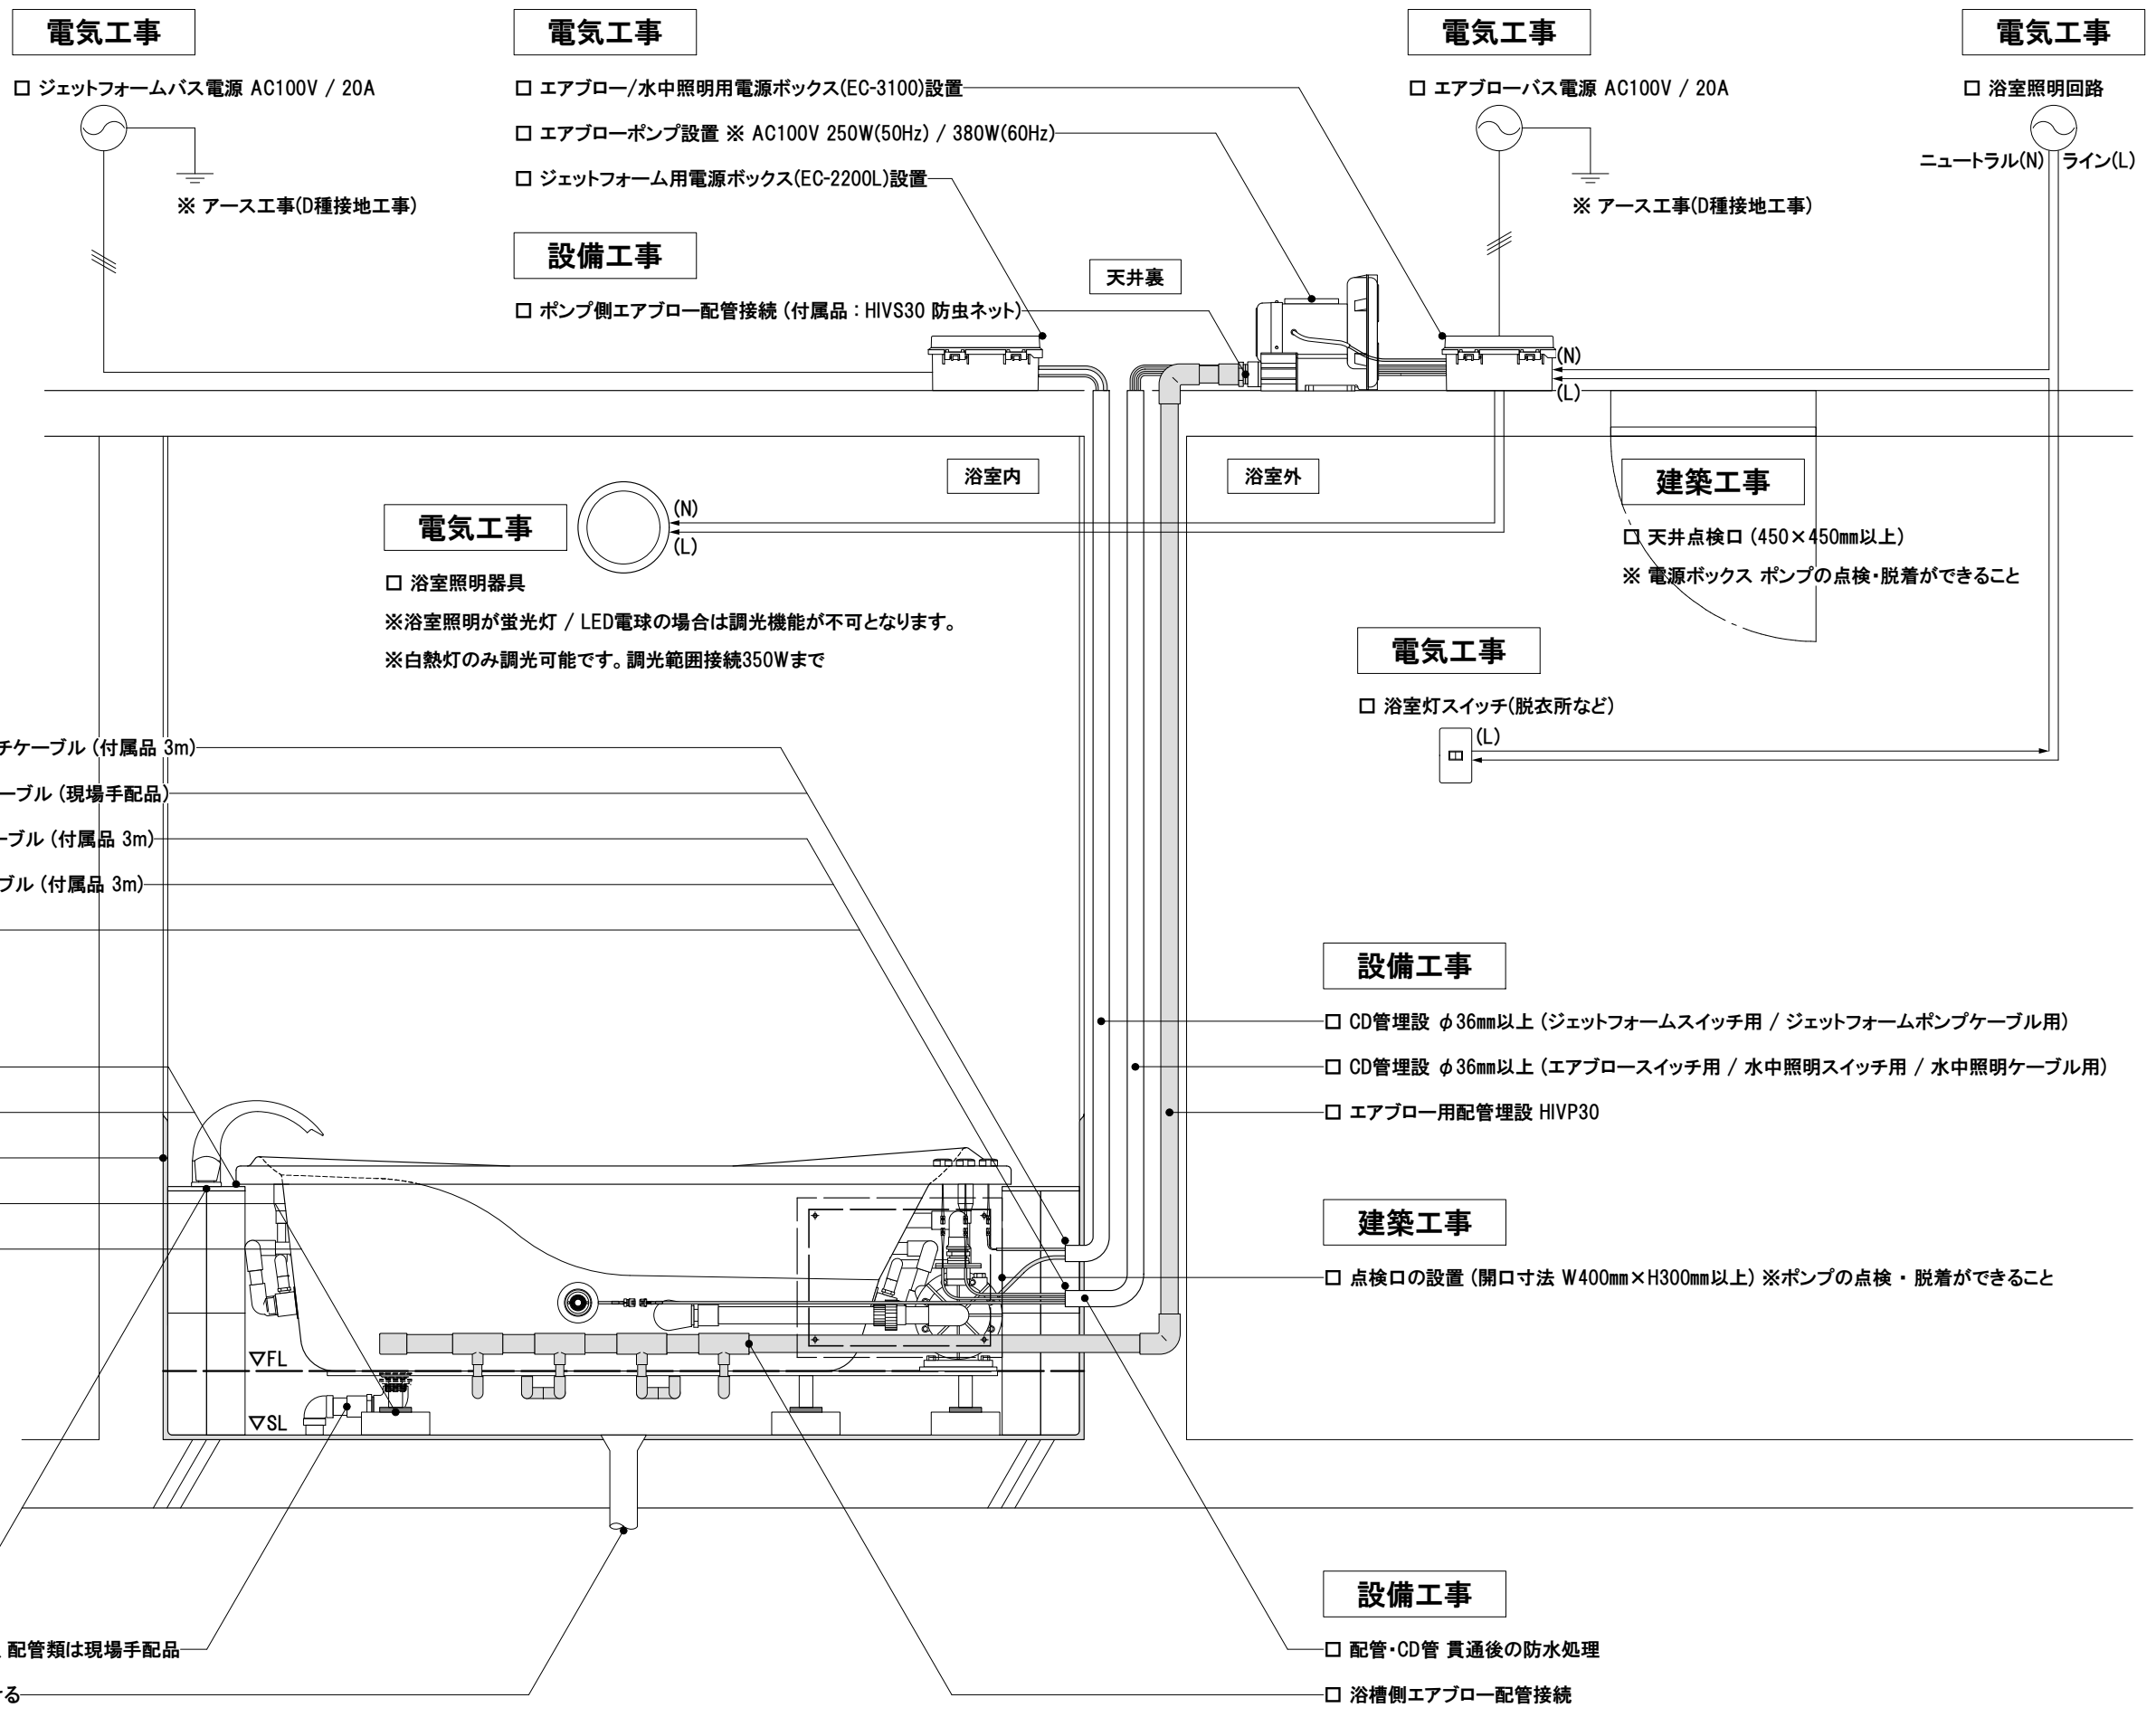 電気工事
□ ジェットフォームバス電源 AC100V / 20A
※ アース工事(D種接地工事)
電気工事
□ エアブロー/水中照明用電源ボックス(EC-3100)設置
□ エアブローポンプ設置 ※ AC100V 250W(50Hz) / 380W(60Hz)
□ ジェットフォーム用電源ボックス(EC-2200L)設置
設備工事
□ ポンプ側エアブロー配管接続 (付属品：HIVS30 防虫ネット)
天井裏
電気工事
□ エアブローバス電源 AC100V / 20A
※ アース工事(D種接地工事)
電気工事
□ 浴室照明回路
ニュートラル(N)
ライン(L)
(N)
(L)
浴室内
浴室外
電気工事
(N)
(L)
□ 浴室照明器具
※浴室照明が蛍光灯 / LED電球の場合は調光機能が不可となります。
※白熱灯のみ調光可能です。調光範囲接続350Wまで
建築工事
□ 天井点検口 (450×450mm以上)
※ 電源ボックス ポンプの点検・脱着ができること
電気工事
□ 浴室灯スイッチ(脱衣所など)
(L)
チケーブル (付属品 3m)
ーブル (現場手配品)
ーブル (付属品 3m)
ブル (付属品 3m)
設備工事
□ CD管埋設 φ36mm以上 (ジェットフォームスイッチ用 / ジェットフォームポンプケーブル用)
□ CD管埋設 φ36mm以上 (エアブロースイッチ用 / 水中照明スイッチ用 / 水中照明ケーブル用)
□ エアブロー用配管埋設 HIVP30
建築工事
□ 点検口の設置 (開口寸法 W400mm×H300mm以上) ※ポンプの点検・脱着ができること
▽FL
▽SL
設備工事
□ 配管・CD管 貫通後の防水処理
□ 浴槽側エアブロー配管接続
配管類は現場手配品
ける